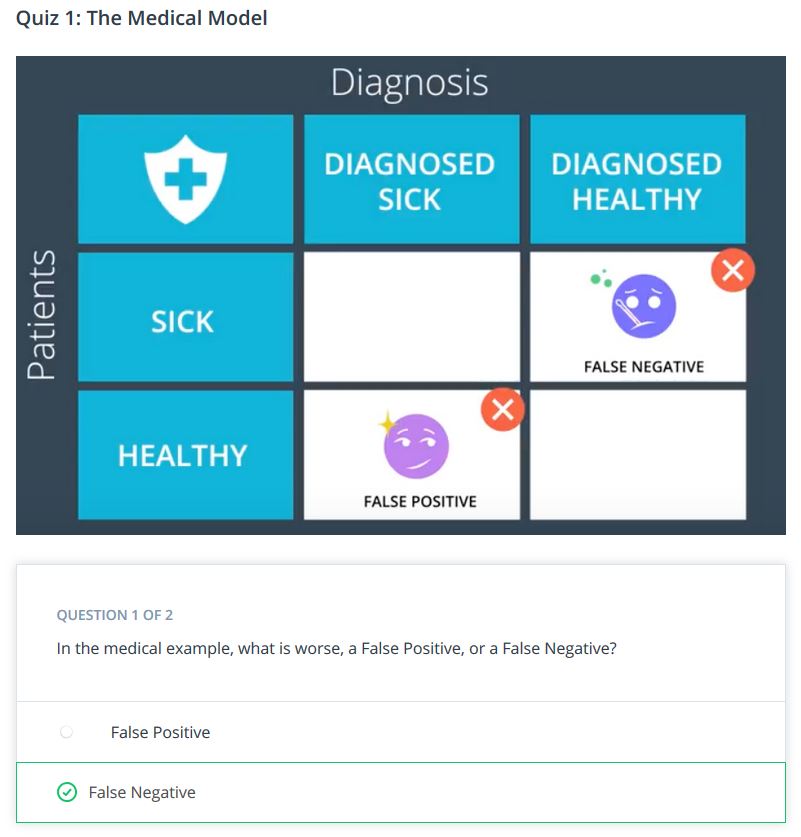 Quiz 1: The Medical Model
Diagnosis
Patients
DIAGNOSED
SICK
DIAGNOSED
HEALTHY
SICK
FALSE NEGATIVE
HEALTHY
FALSE POSITIVE
QUESTION 1 OF 2
In the medical example, what is worse, a False Positive, or a False Negative?
False Positive
False Negative